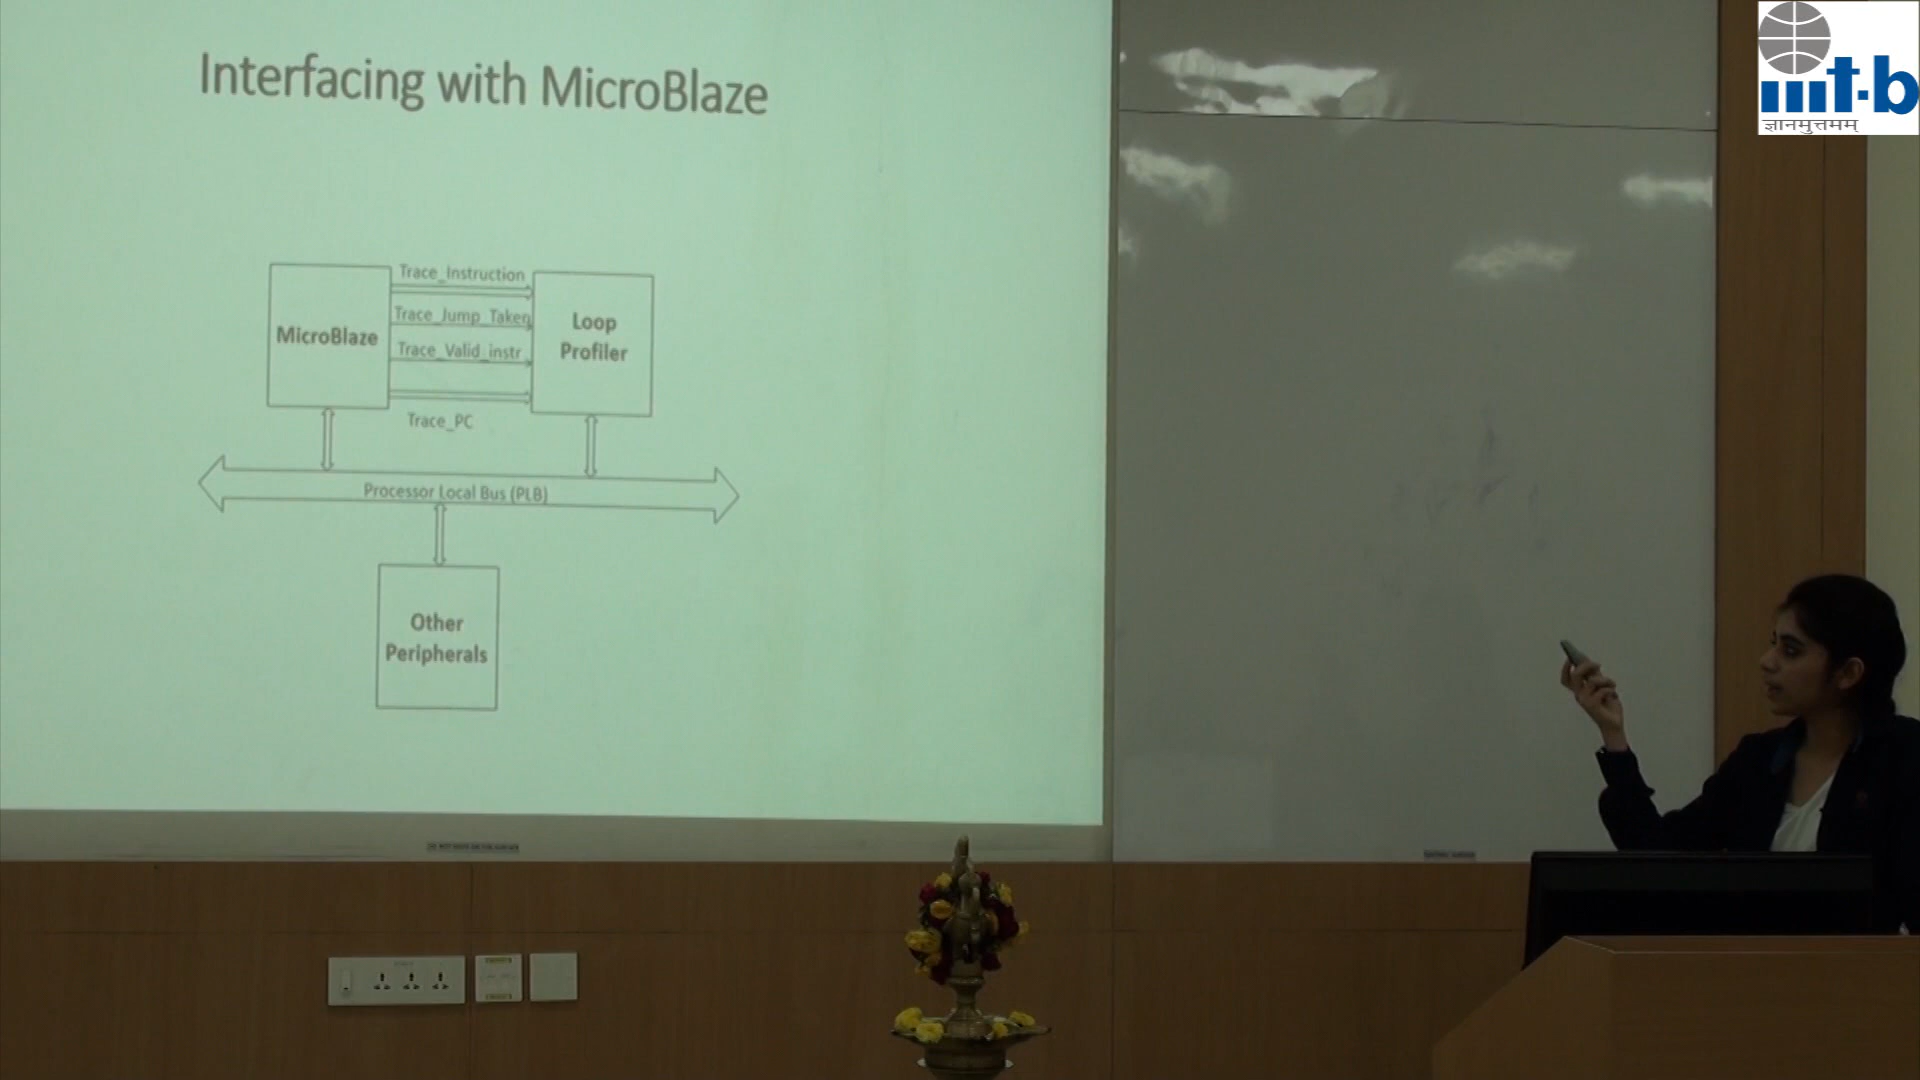 Interfacing with MicroBlaze
Trace_Instruction
Trace_Jump_Taken
Trace_Valid_instr
Trace_PC
MicroBlaze
Loop
Profiler
Processor Local Bus (PLB)
Other
Peripherals
iiit-b
ज्ञानमुत्तमम्